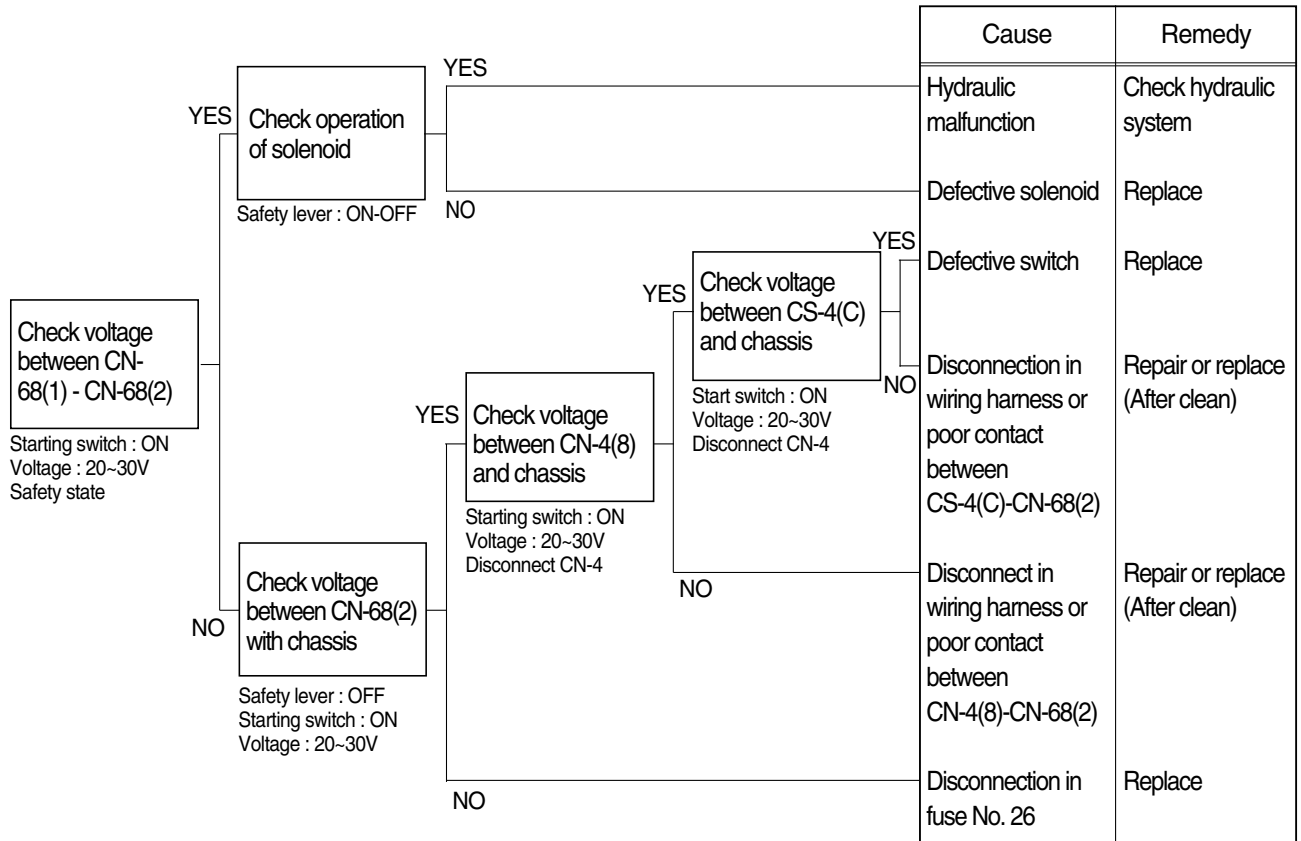 Cause
Remedy
YES
Hydraulic
malfunction
Check hydraulic
system
YES
Check operation
of solenoid
Safety lever : ON-OFF
NO
Defective solenoid
Replace
YES
Defective switch
Replace
YES
Check voltage
between CS-4(C)
and chassis
Start switch : ON
Voltage : 20~30V
Disconnect CN-4
NO
Disconnection in
wiring harness or
poor contact
between
CS-4(C)-CN-68(2)
Repair or replace
(After clean)
Check voltage
between CN-
68(1) - CN-68(2)
Starting switch : ON
Voltage : 20~30V
Safety state
YES
Check voltage
between CN-4(8)
and chassis
Starting switch : ON
Voltage : 20~30V
Disconnect CN-4
NO
Disconnect in
wiring harness or
poor contact
between
CN-4(8)-CN-68(2)
Repair or replace
(After clean)
NO
Check voltage
between CN-68(2)
with chassis
Safety lever : OFF
Starting switch : ON
Voltage : 20~30V
NO
Disconnection in
fuse No. 26
Replace